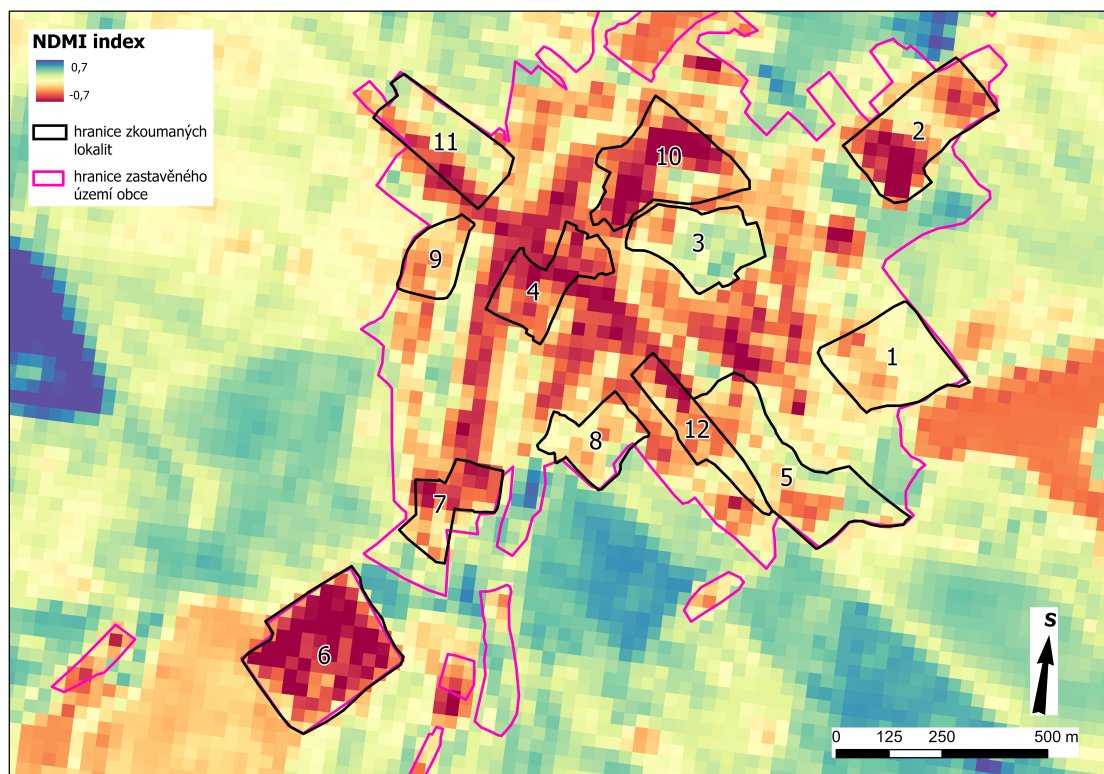 NDMI index
0,7
-0,7
hranice zkoumaných
lokalit
hranice zastavěného
území obce
11
10
2
3
9
4
1
8
12
5
7
6
S
0 125 250 500 m